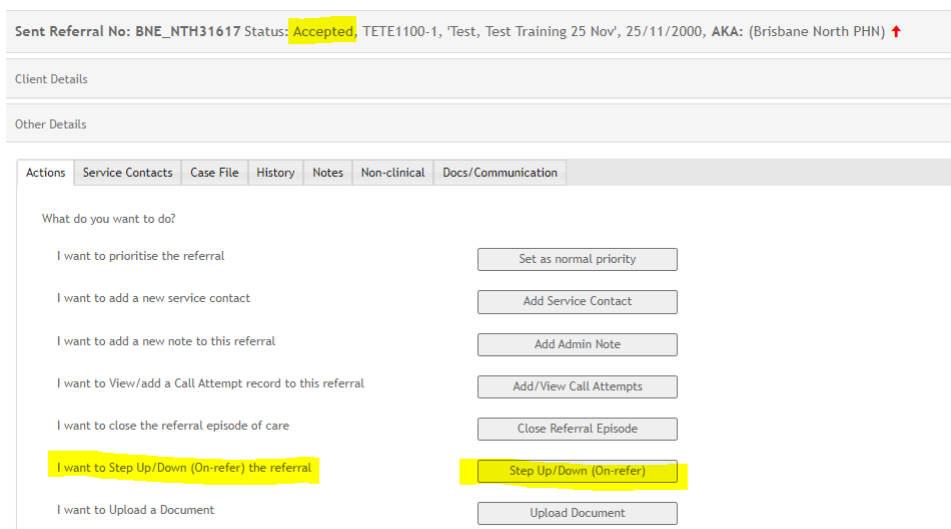 Sent Referral No: BNE_NTH31617 Status: Accepted, TETE1100-1, 'Test, Test Training 25 Nov', 25/11/2000, AKA: (Brisbane North PHN)
Client Details
Other Details
Actions Service Contacts Case File History Notes Non-clinical Docs/Communication
What do you want to do?
I want to prioritise the referral Set as normal priority
I want to add a new service contact Add Service Contact
I want to add a new note to this referral Add Admin Note
I want to View/add a Call Attempt record to this referral Add/View Call Attempts
I want to close the referral episode of care Close Referral Episode
I want to Step Up/Down (On-refer) the referral Step Up/Down (On-refer)
I want to Upload a Document Upload Document